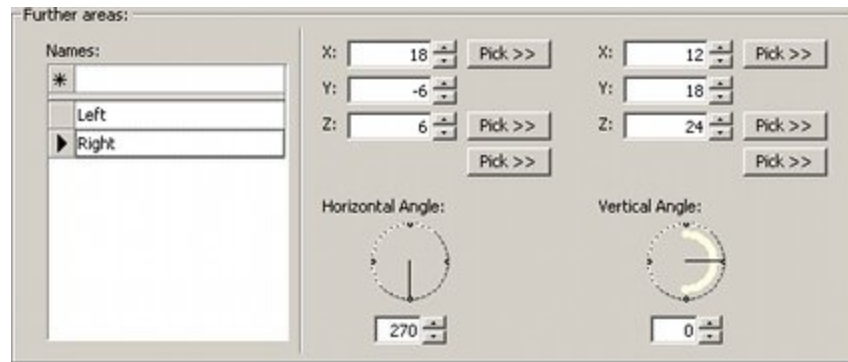 Further areas:
Names:
*
Left
Right
X: 18 Pick >>
Y: -6
Z: 6 Pick >>
Pick >>
Horizontal Angle:
270
X: 12 Pick >>
Y: 18
Z: 24 Pick >>
Pick >>
Vertical Angle:
0